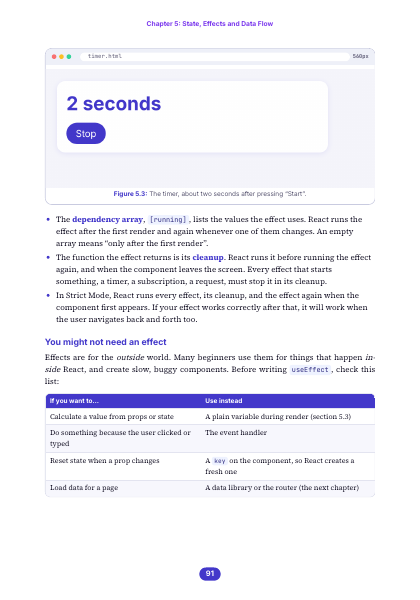 Chapter 5: State, Effects and Data Flow
timer.html
560px
2 seconds
Stop
Figure 5.3: The timer, about two seconds after pressing “Start”.
• The dependency array, [running], lists the values the effect uses. React runs the
effect after the first render and again whenever one of them changes. An empty
array means “only after the first render”.
• The function the effect returns is its cleanup. React runs it before running the effect
again, and when the component leaves the screen. Every effect that starts
something, a timer, a subscription, a request, must stop it in its cleanup.
• In Strict Mode, React runs every effect, its cleanup, and the effect again when the
component first appears. If your effect works correctly after that, it will work when
the user navigates back and forth too.
You might not need an effect
Effects are for the outside world. Many beginners use them for things that happen in-
side React, and create slow, buggy components. Before writing useEffect, check this
list:
If you want to… Use instead
Calculate a value from props or state A plain variable during render (section 5.3)
Do something because the user clicked or The event handler
typed
Reset state when a prop changes A key on the component, so React creates a
fresh one
Load data for a page A data library or the router (the next chapter)
91